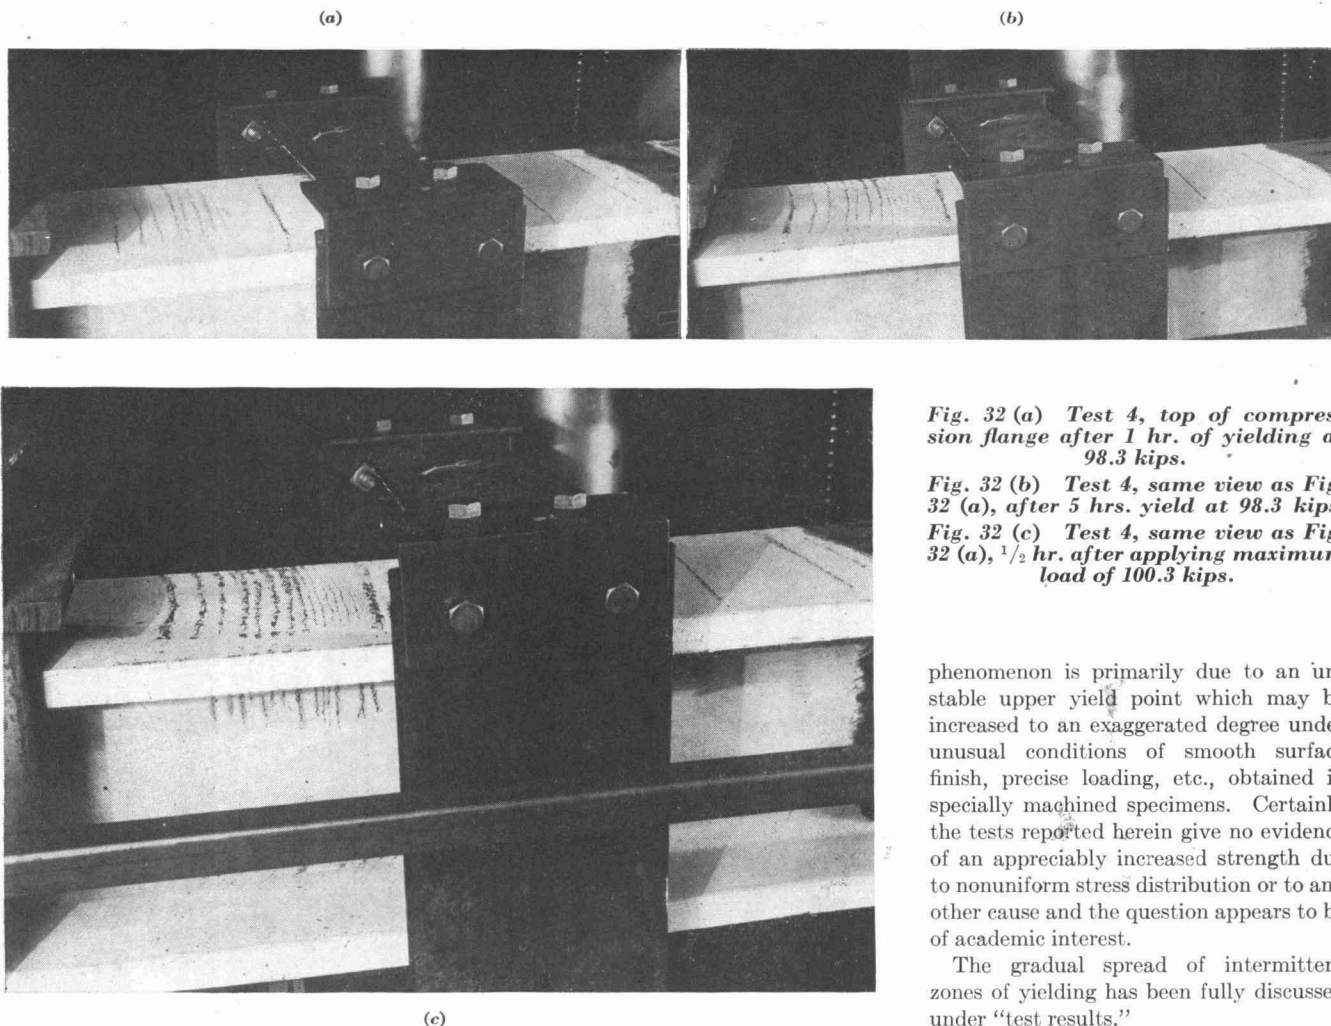 (a)
(b)
Fig. 32 (a) Test 4, top of compres
sion flange after 1 hr. of yielding a
98.3 kips.
Fig. 32 (b) Test 4, same view as Fig
32 (a), after 5 hrs. yield at 98.3 kips
Fig. 32 (c) Test 4, same view as Fig
32 (a), 1/2 hr. after applying maximum
load of 100.3 kips.
phenomenon is primarily due to an un
stable upper yield point which may b
increased to an exaggerated degree unde
unusual conditions of smooth surfac
finish, precise loading, etc., obtained i
specially machined specimens. Certainl
the tests reported herein give no evidenc
of an appreciably increased strength du
to nonuniform stress distribution or to an
other cause and the question appears to b
of academic interest.
The gradual spread of intermitten
zones of yielding has been fully discusse
under "test results."
(c)